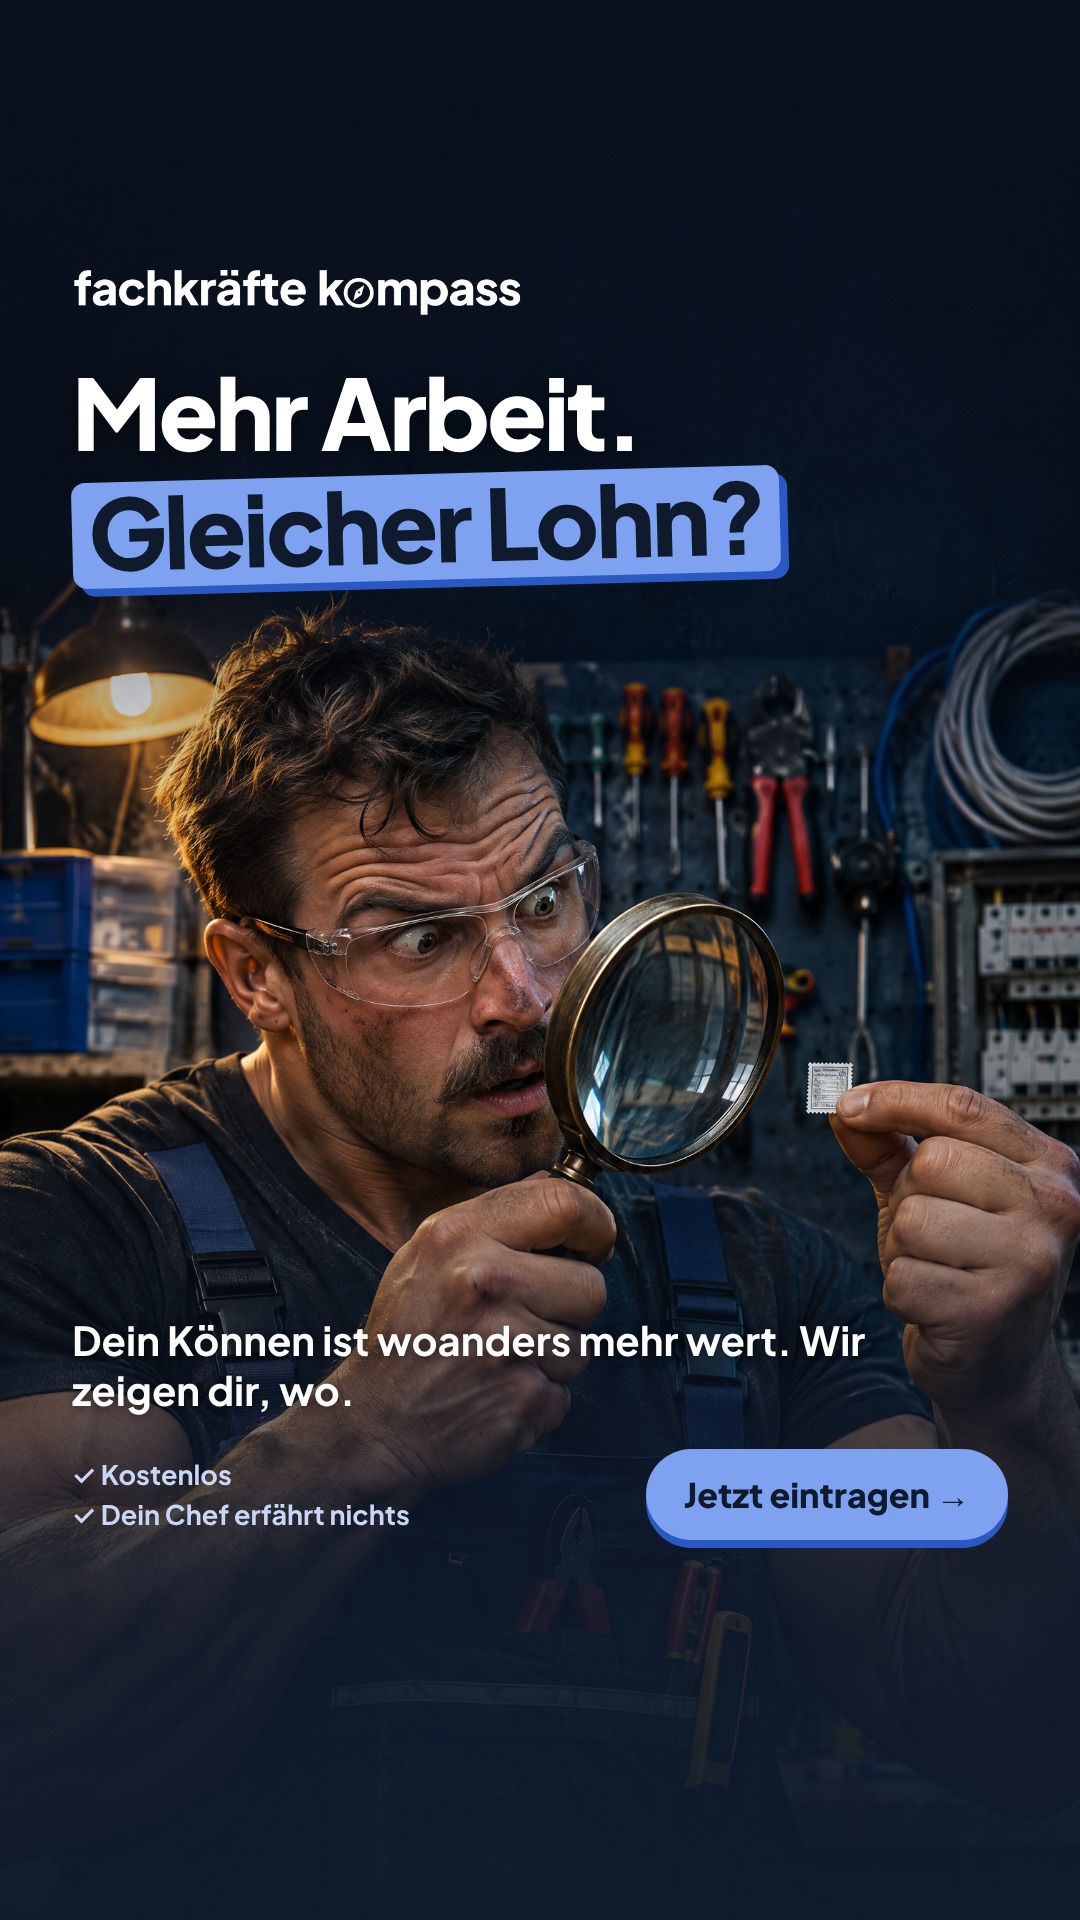 fachkräfte kompass
Mehr Arbeit.
Gleicher Lohn?
Dein Können ist woanders mehr wert. Wir
zeigen dir, wo.
✓ Kostenlos
✓ Dein Chef erfährt nichts
Jetzt eintragen →